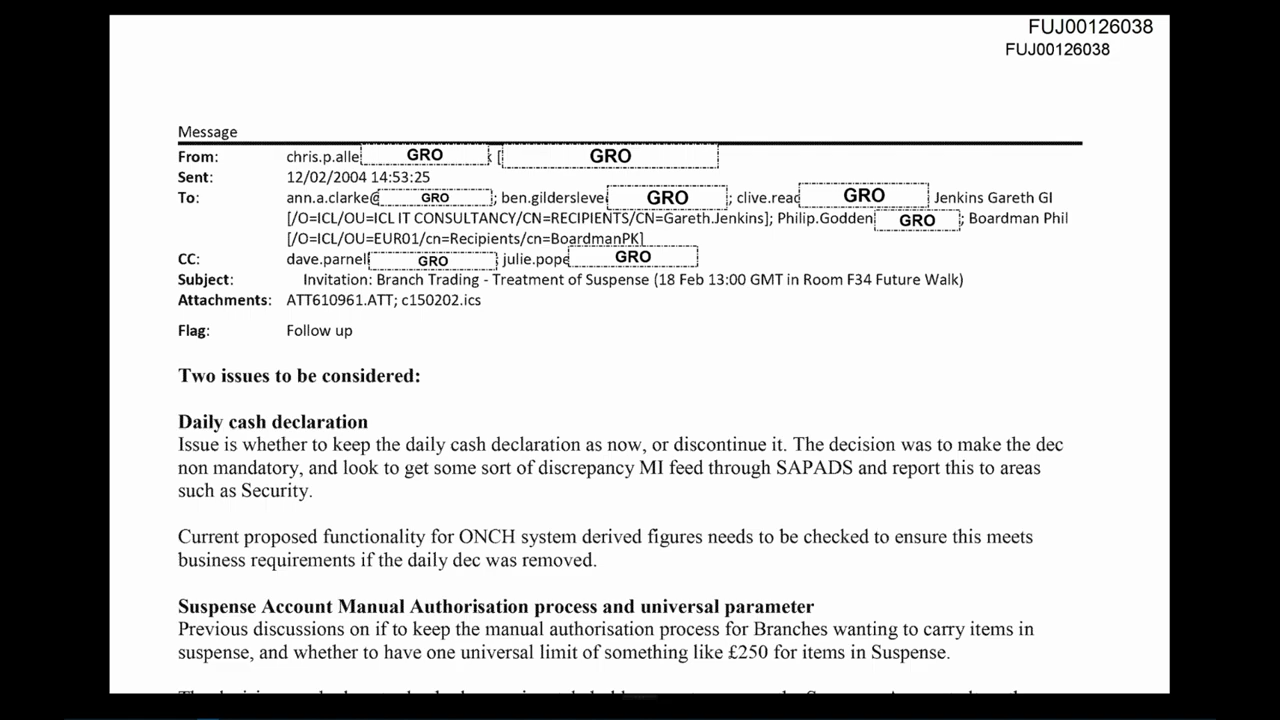 FUJ00126038
FUJ00126038
Message
From: chris.p.alle GRO [ GRO
Sent: 12/02/2004 14:53:25
To: ann.a.clarke@ GRO ; ben.gildersleve GRO ; clive.read GRO Jenkins Gareth GI
[/O=ICL/OU=ICL IT CONSULTANCY/CN=RECIPIENTS/CN=Gareth.Jenkins]; Philip.Godden GRO ; Boardman Phil
[/O=ICL/OU=EUR01/cn=Recipients/cn=BoardmanPK]
CC: dave.parnell GRO ; julie.pope GRO
Subject: Invitation: Branch Trading - Treatment of Suspense (18 Feb 13:00 GMT in Room F34 Future Walk)
Attachments: ATT610961.ATT; c150202.ics
Flag: Follow up
Two issues to be considered:
Daily cash declaration
Issue is whether to keep the daily cash declaration as now, or discontinue it. The decision was to make the dec
non mandatory, and look to get some sort of discrepancy MI feed through SAPADS and report this to areas
such as Security.
Current proposed functionality for ONCH system derived figures needs to be checked to ensure this meets
business requirements if the daily dec was removed.
Suspense Account Manual Authorisation process and universal parameter
Previous discussions on if to keep the manual authorisation process for Branches wanting to carry items in
suspense, and whether to have one universal limit of something like £250 for items in Suspense.